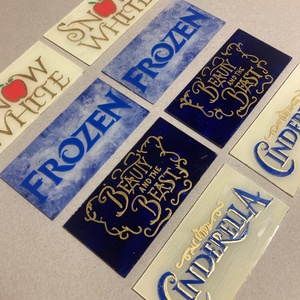 SNOW
WHITE
FROZEN
BEAUTY
AND THE
BEAST
SNOW
WHITE
FROZEN
BEAUTY
AND THE
BEAST
CINDERELLA
CINDERELLA